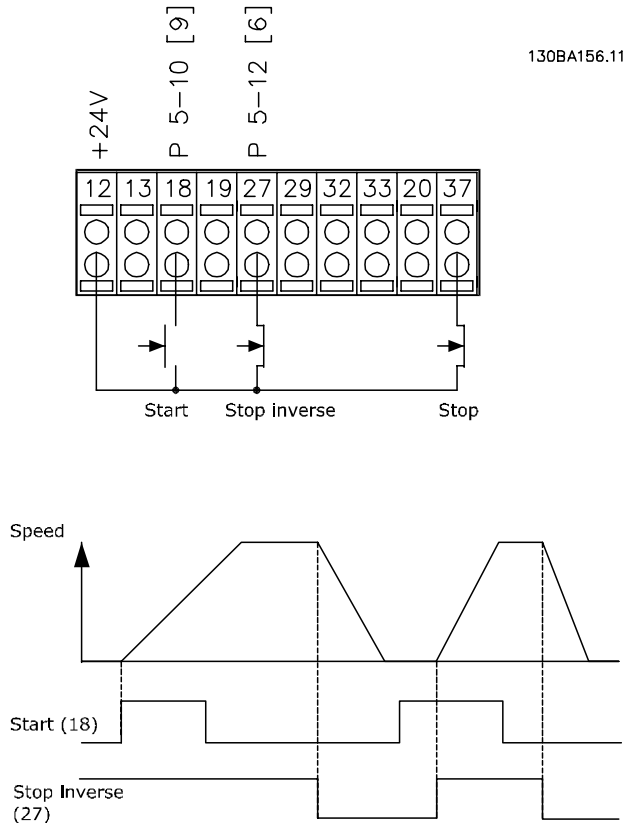 130BA156.11
+24V
P 5-10 [9]
P 5-12 [6]
12 13 18 19 27 29 32 33 20 37
Start Stop inverse Stop
Speed
Start (18)
Stop Inverse
(27)